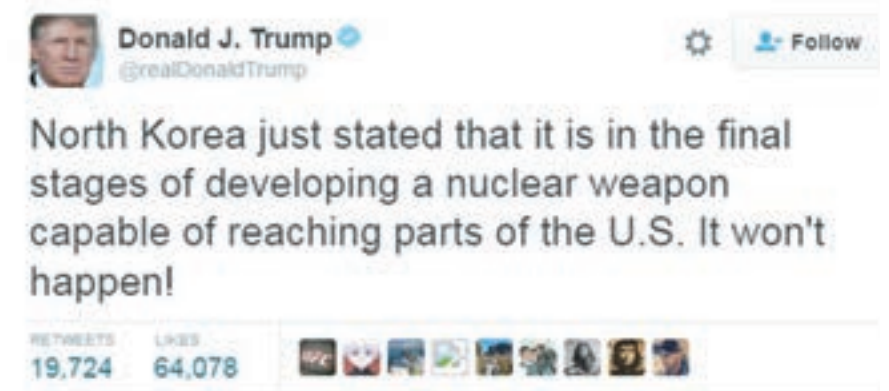 Donald J. Trump
@realDonaldTrump
Follow
North Korea just stated that it is in the final
stages of developing a nuclear weapon
capable of reaching parts of the U.S. It won't
happen!
RETWEETS LIKES
19,724 64,078